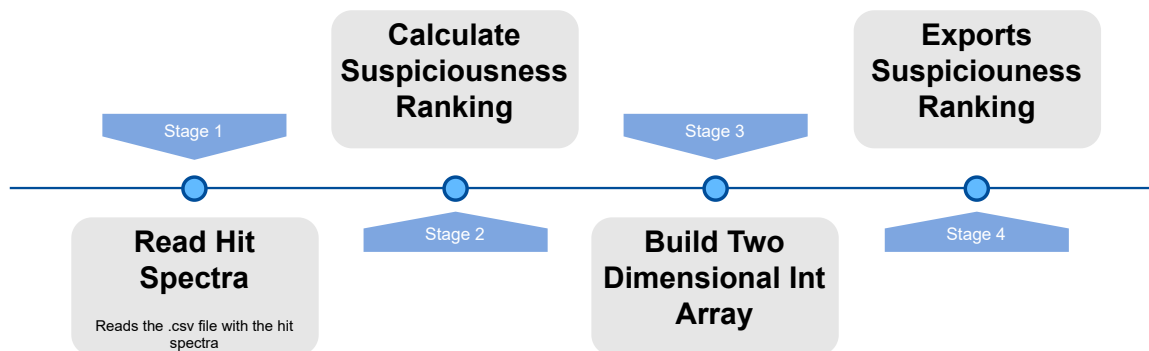 Calculate
Suspiciousness
Ranking
Exports
Suspiciouness
Ranking
Stage 1
Stage 3
Stage 2
Stage 4
Read Hit
Spectra
Reads the .csv file with the hit
spectra
Build Two
Dimensional Int
Array